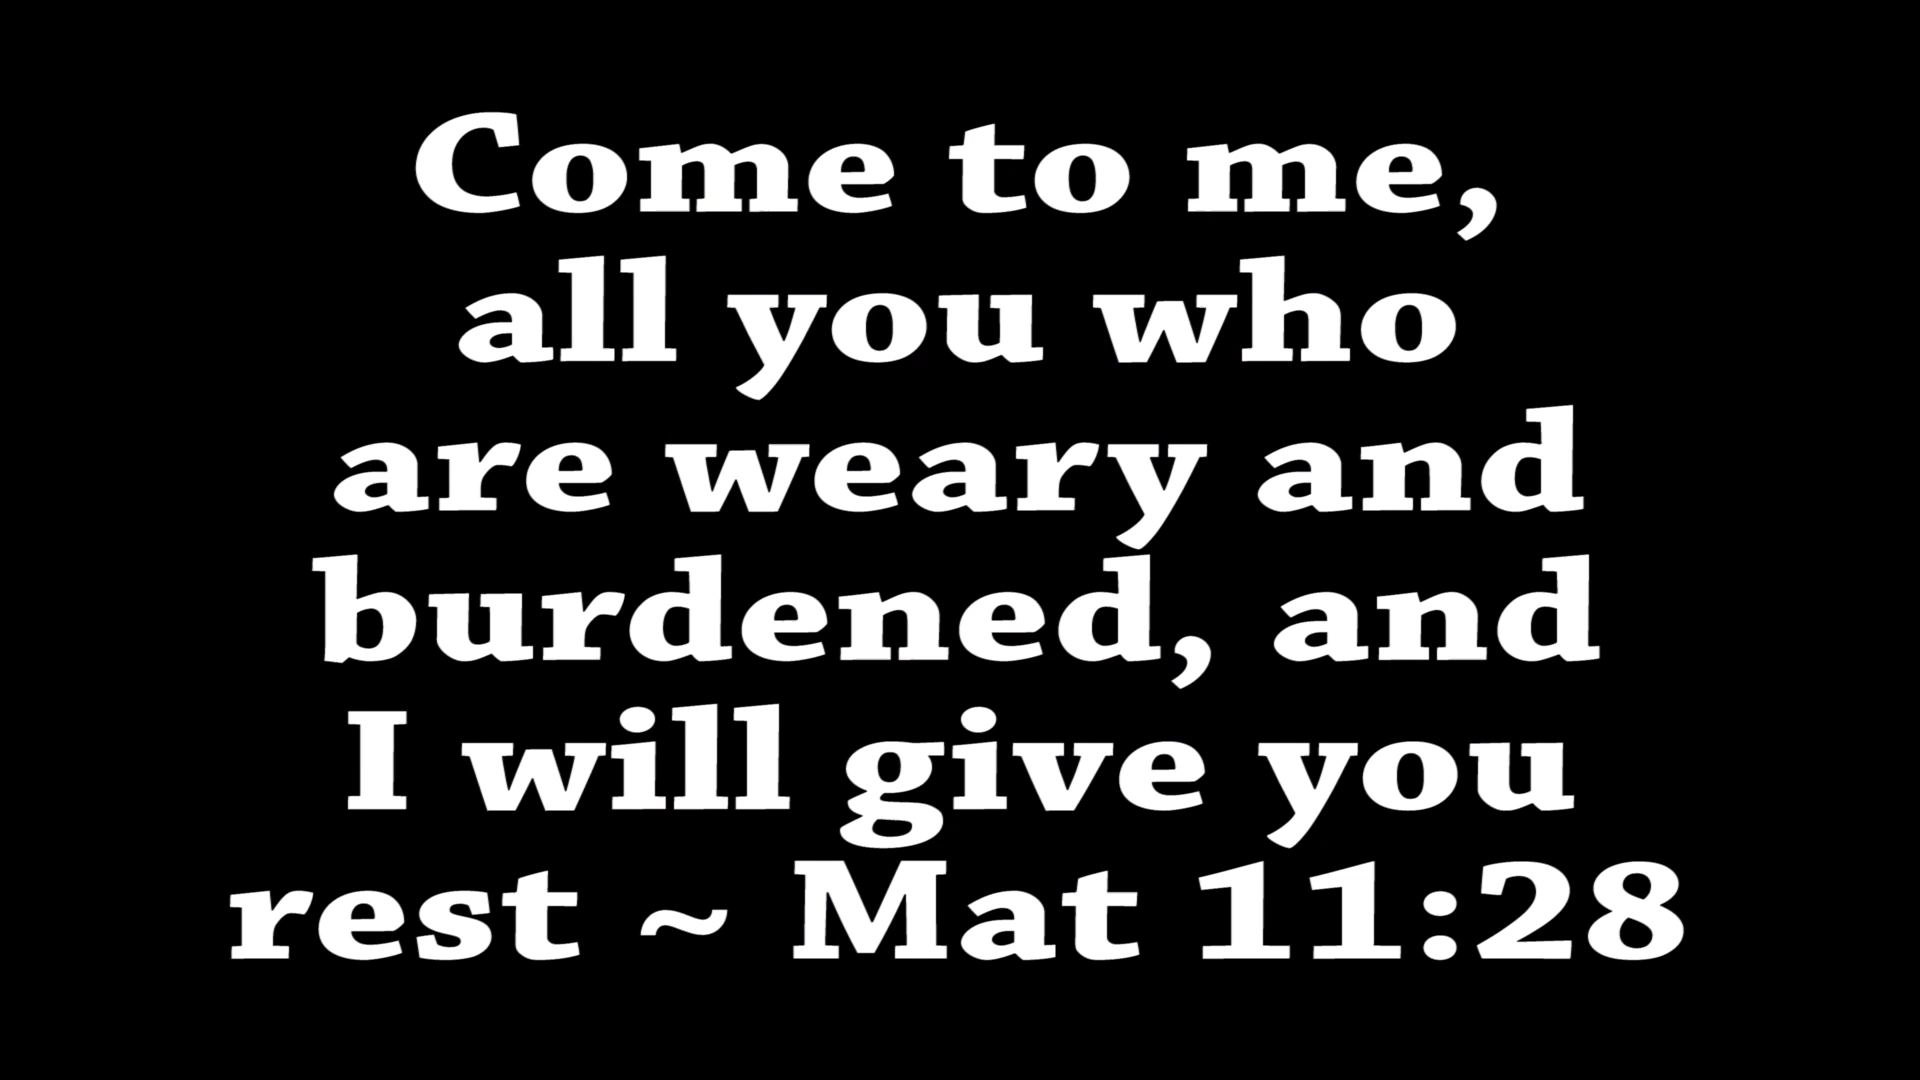 Come to me,
all you who
are weary and
burdened, and
I will give you
rest ~ Mat 11:28